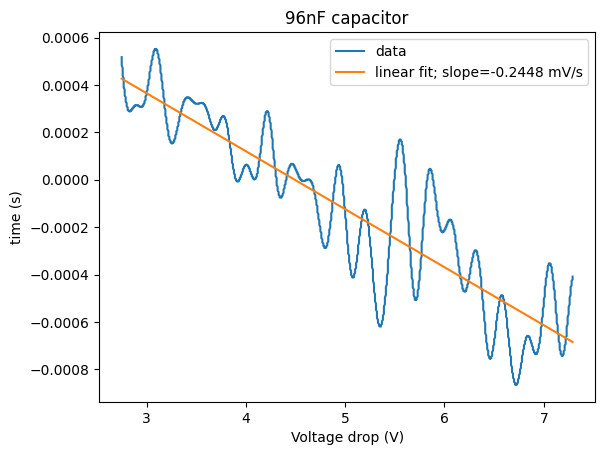 96nF capacitor
data
linear fit; slope=-0.2448 mV/s
0.0006
0.0004
0.0002
0.0000
−0.0002
−0.0004
−0.0006
−0.0008
time (s)
3
4
5
6
7
Voltage drop (V)